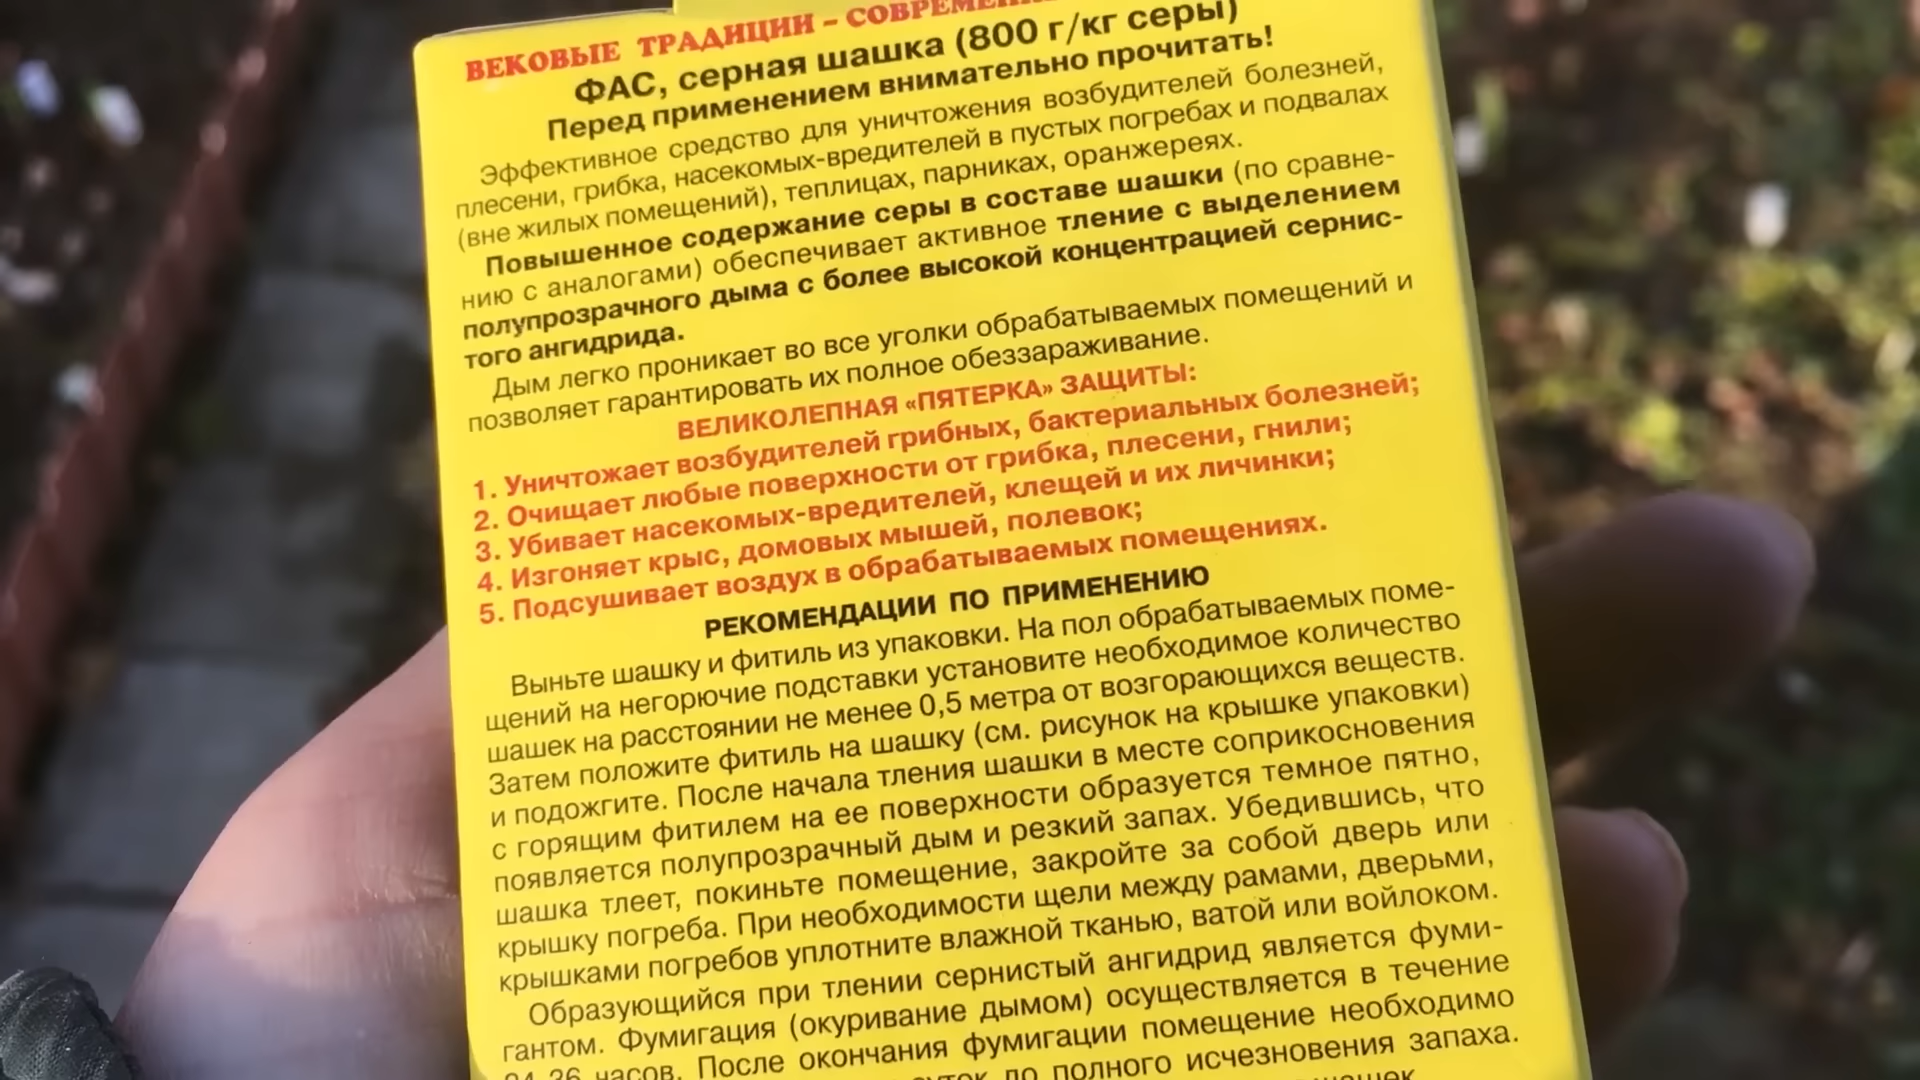 ВЕКОВЫЕ ТРАДИЦИИ –
ФАС, серная шашка (800 г/кг серы)
Перед применением внимательно прочитать!
Эффективное средство для уничтожения возбудителей болезней,
плесени, грибка, насекомых-вредителей в пустых погребах и подвалах
(вне жилых помещений), теплицах, парниках, оранжереях.
Повышенное содержание серы в составе шашки (по сравне-
нию с аналогами) обеспечивает активное тление с выделением
полупрозрачного дыма с более высокой концентрацией сернис-
того ангидрида.
Дым легко проникает во все уголки обрабатываемых помещений и
позволяет гарантировать их полное обеззараживание.
ВЕЛИКОЛЕПНАЯ «ПЯТЕРКА» ЗАЩИТЫ:
1. Уничтожает возбудителей грибных, бактериальных болезней;
2. Очищает любые поверхности от грибка, плесени, гнили;
3. Убивает насекомых-вредителей, клещей и их личинки;
4. Изгоняет крыс, домовых мышей, полевок;
5. Подсушивает воздух в обрабатываемых помещениях.
РЕКОМЕНДАЦИИ ПО ПРИМЕНЕНИЮ
Выньте шашку и фитиль из упаковки. На пол обрабатываемых поме-
щений на негорючие подставки установите необходимое количество
шашек на расстоянии не менее 0,5 метра от возгорающихся веществ.
Затем положите фитиль на шашку (см. рисунок на крышке упаковки)
и подожгите. После начала тления шашки в месте соприкосновения
с горящим фитилем на ее поверхности образуется темное пятно,
появляется полупрозрачный дым и резкий запах. Убедившись, что
шашка тлеет, покиньте помещение, закройте за собой дверь или
крышку погреба. При необходимости щели между рамами, дверьми,
крышками погребов уплотните влажной тканью, ватой или войлоком.
Образующийся при тлении сернистый ангидрид является фуми-
гантом. Фумигация (окуривание дымом) осуществляется в течение
24-36 часов. После окончания фумигации помещение необходимо
суток до полного исчезновения запаха.
шашек